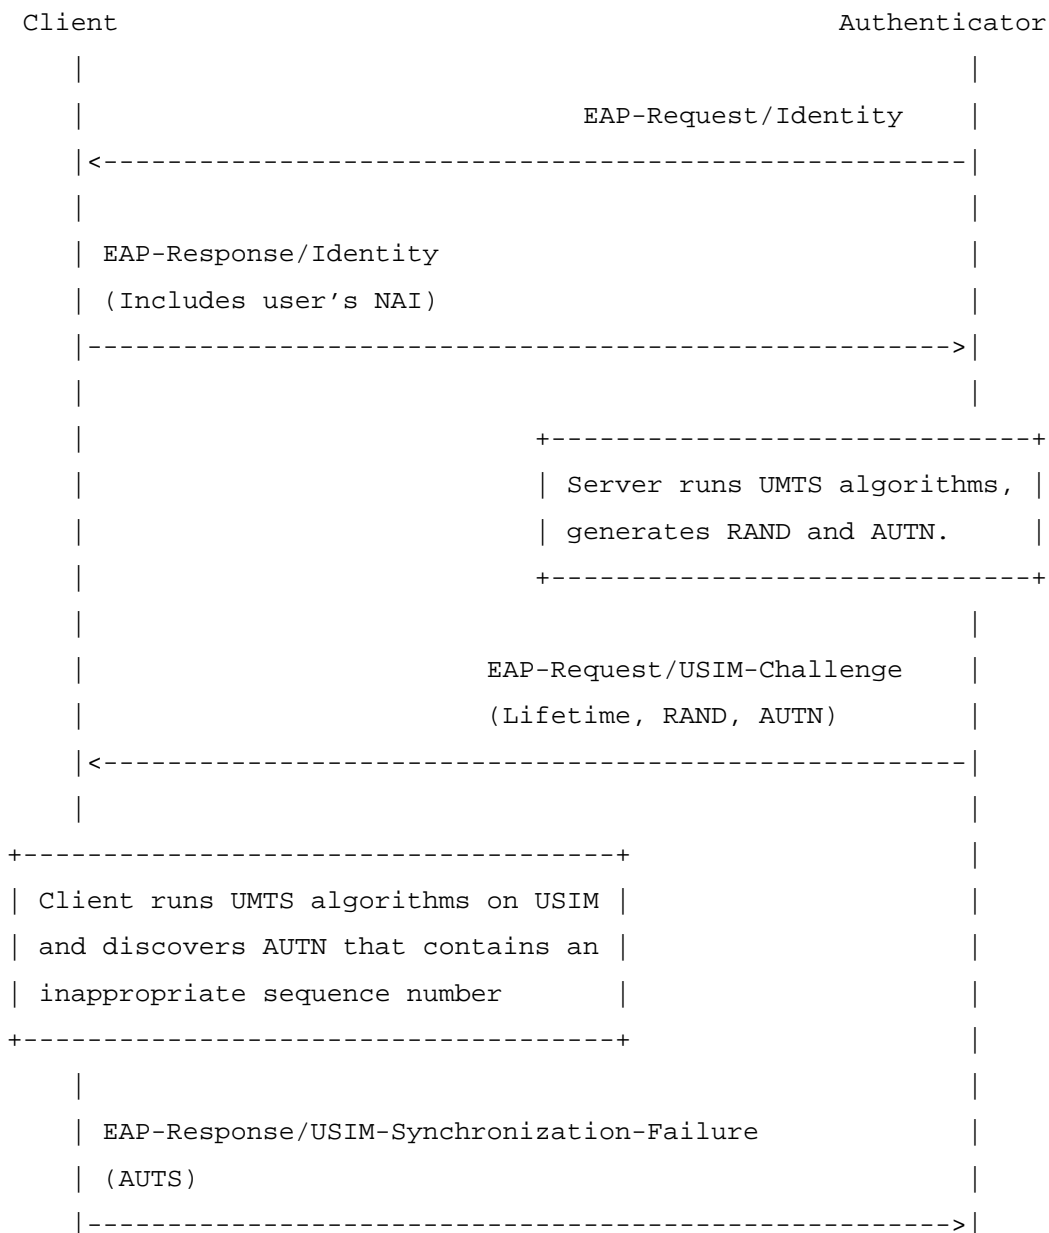 Client Authenticator
EAP-Request/Identity
EAP-Response/Identity
(Includes user's NAI)
Server runs UMTS algorithms,
generates RAND and AUTN.
EAP-Request/USIM-Challenge
(Lifetime, RAND, AUTN)
Client runs UMTS algorithms on USIM
and discovers AUTN that contains an
inappropriate sequence number
EAP-Response/USIM-Synchronization-Failure
(AUTS)